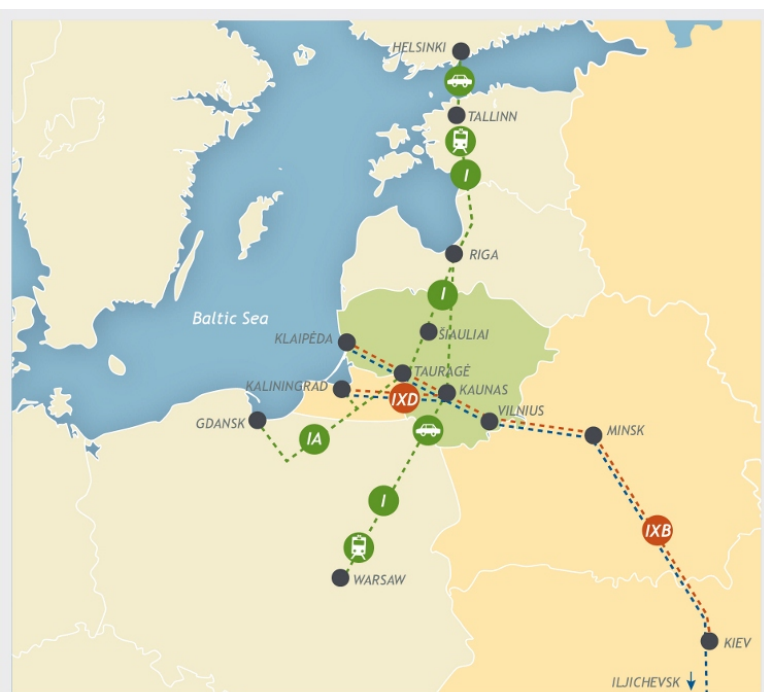 HELSINKI
TALLINN
I
RIGA
Baltic Sea
I
KLAIPĖDA
ŠIAULIAI
TAURAGĖ
KALININGRAD
KAUNAS
IXD
VILNIUS
GDANSK
IA
MINSK
I
IXB
WARSAW
KIEV
ILJICHEVSK